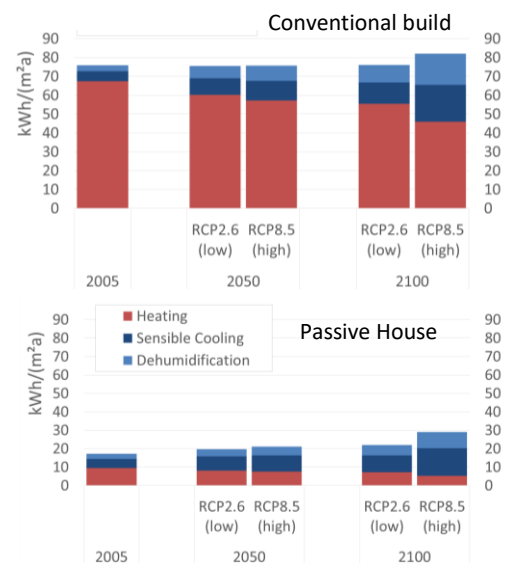 Conventional build
kWh/(m²a)
90 90
80 80
70 70
60 60
50 50
40 40
30 30
20 20
10 10
0 0
RCP2.6 RCP8.5 RCP2.6 RCP8.5
(low) (high) (low) (high)
2005 2050 2100
Passive House
kWh/(m²a)
90 90
80 80
70 70
60 60
50 50
40 40
30 30
20 20
10 10
0 0
Heating
Sensible Cooling
Dehumidification
RCP2.6 RCP8.5 RCP2.6 RCP8.5
(low) (high) (low) (high)
2005 2050 2100